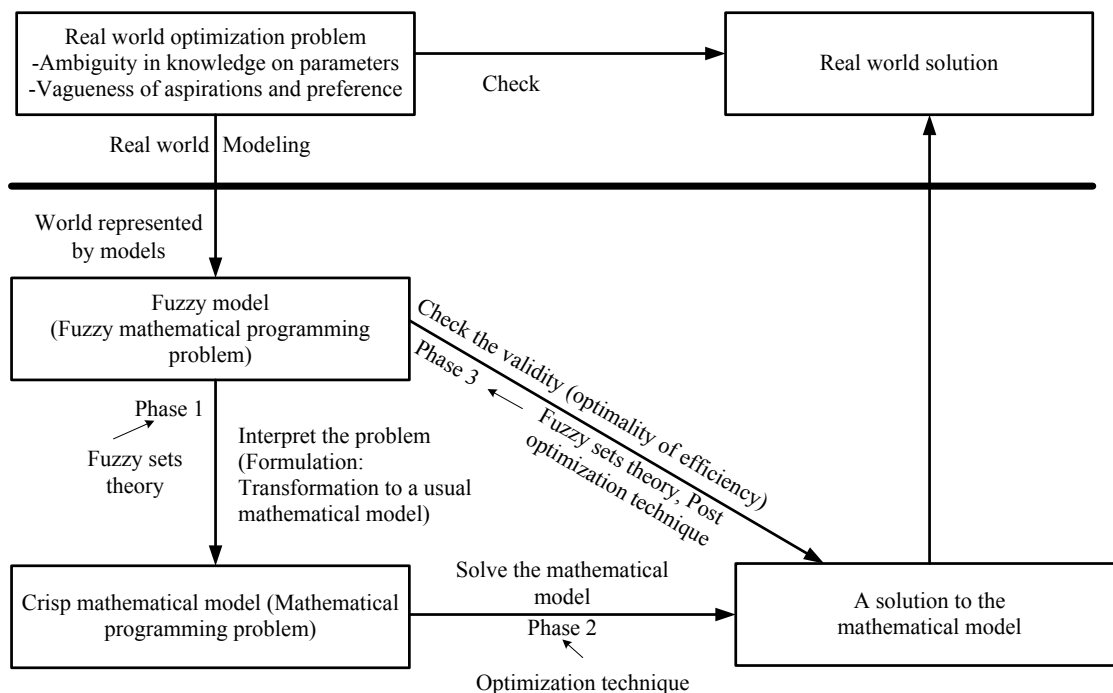 Real world optimization problem
-Ambiguity in knowledge on parameters
-Vagueness of aspirations and preference
Check
Real world solution
Real world Modeling
World represented
by models
Fuzzy model
(Fuzzy mathematical programming
problem)
Check the validity (optimality of efficiency)
Phase 3
Fuzzy sets theory, Post
optimization technique
Phase 1
Fuzzy sets
theory
Interpret the problem
(Formulation:
Transformation to a usual
mathematical model)
Crisp mathematical model (Mathematical
programming problem)
Solve the mathematical
model
Phase 2
Optimization technique
A solution to the
mathematical model